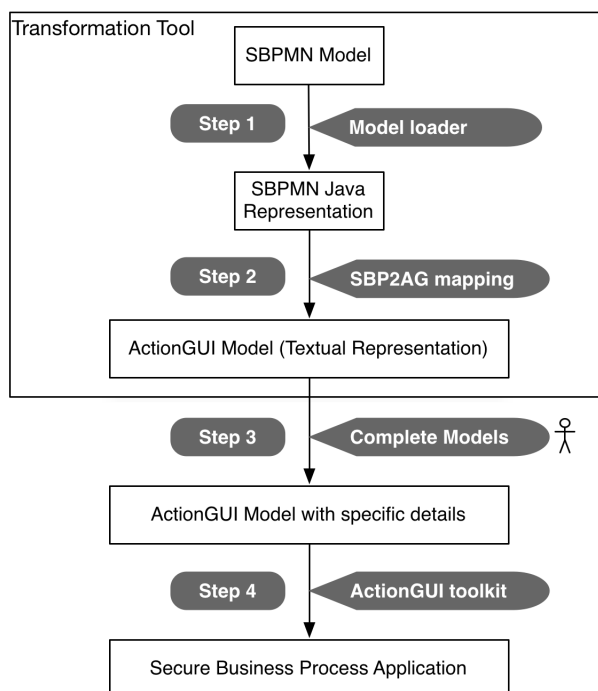 Transformation Tool
SBPMN Model
Step 1
Model loader
SBPMN Java
Representation
Step 2
SBP2AG mapping
ActionGUI Model (Textual Representation)
Step 3
Complete Models
ActionGUI Model with specific details
Step 4
ActionGUI toolkit
Secure Business Process Application